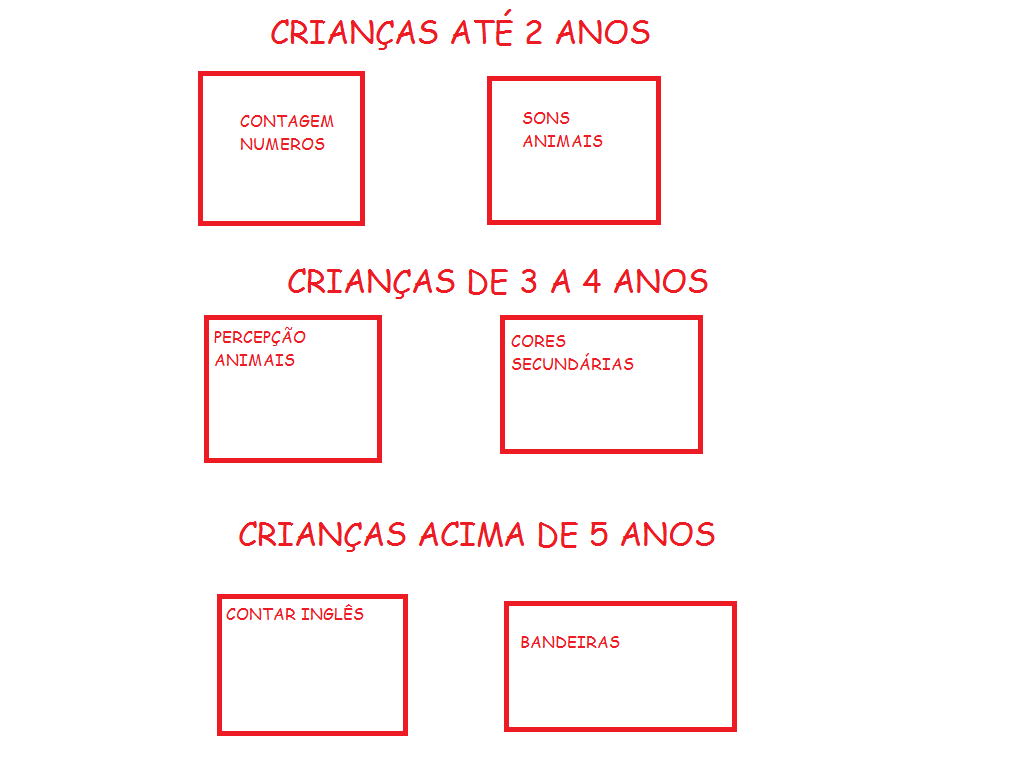 CRIANÇAS ATÉ 2 ANOS
CONTAGEM
NUMEROS
SONS
ANIMAIS
CRIANÇAS DE 3 A 4 ANOS
PERCEPÇÃO
ANIMAIS
CORES
SECUNDÁRIAS
CRIANÇAS ACIMA DE 5 ANOS
CONTAR INGLÊS
BANDEIRAS